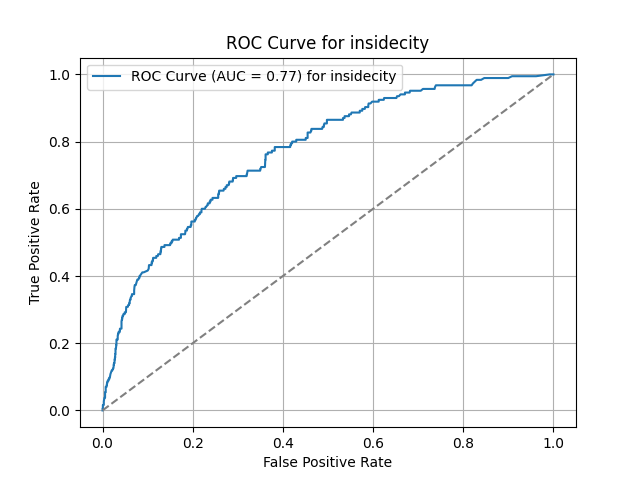 ROC Curve for insidecity
ROC Curve (AUC = 0.77) for insidecity
True Positive Rate
1.0
0.8
0.6
0.4
0.2
0.0
0.0 0.2 0.4 0.6 0.8 1.0
False Positive Rate